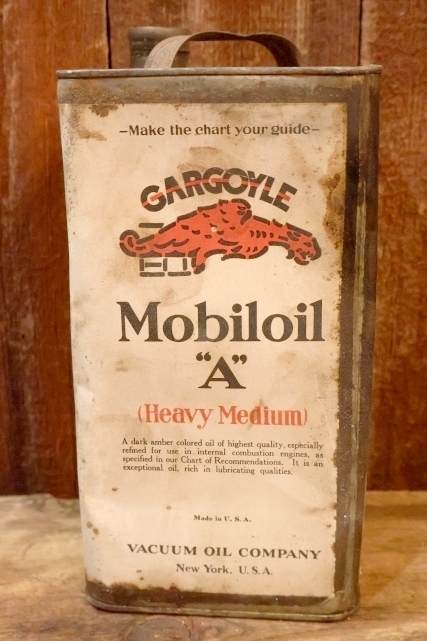 —Make the chart your guide—
GARGOYLE
Mobiloil
"A"
(Heavy Medium)
A dark amber colored oil of highest quality, especially
refined for use in internal combustion engines, as
specified in our Chart of Recommendations. It is an
exceptional oil, rich in lubricating qualities.
Made in U. S. A.
VACUUM OIL COMPANY
New York, U. S. A.